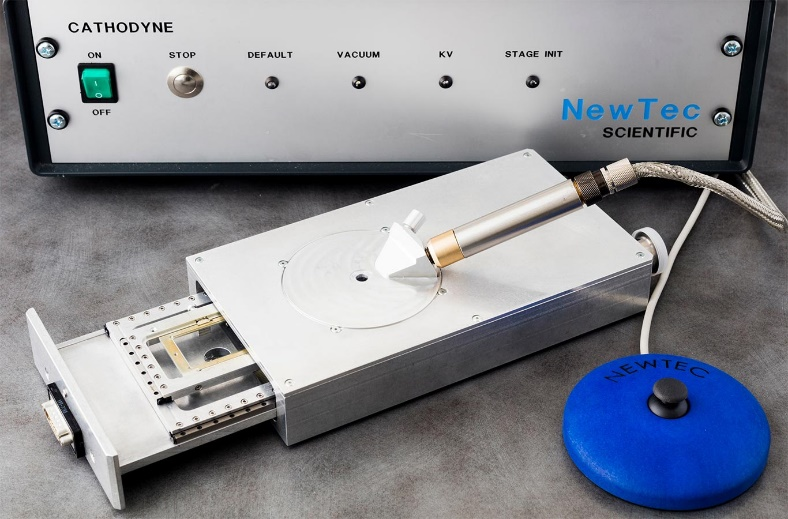 CATHODYNE
ON
STOP
DEFAULT
VACUUM
KV
STAGE INIT
OFF
NewTec
SCIENTIFIC
NEWTEC